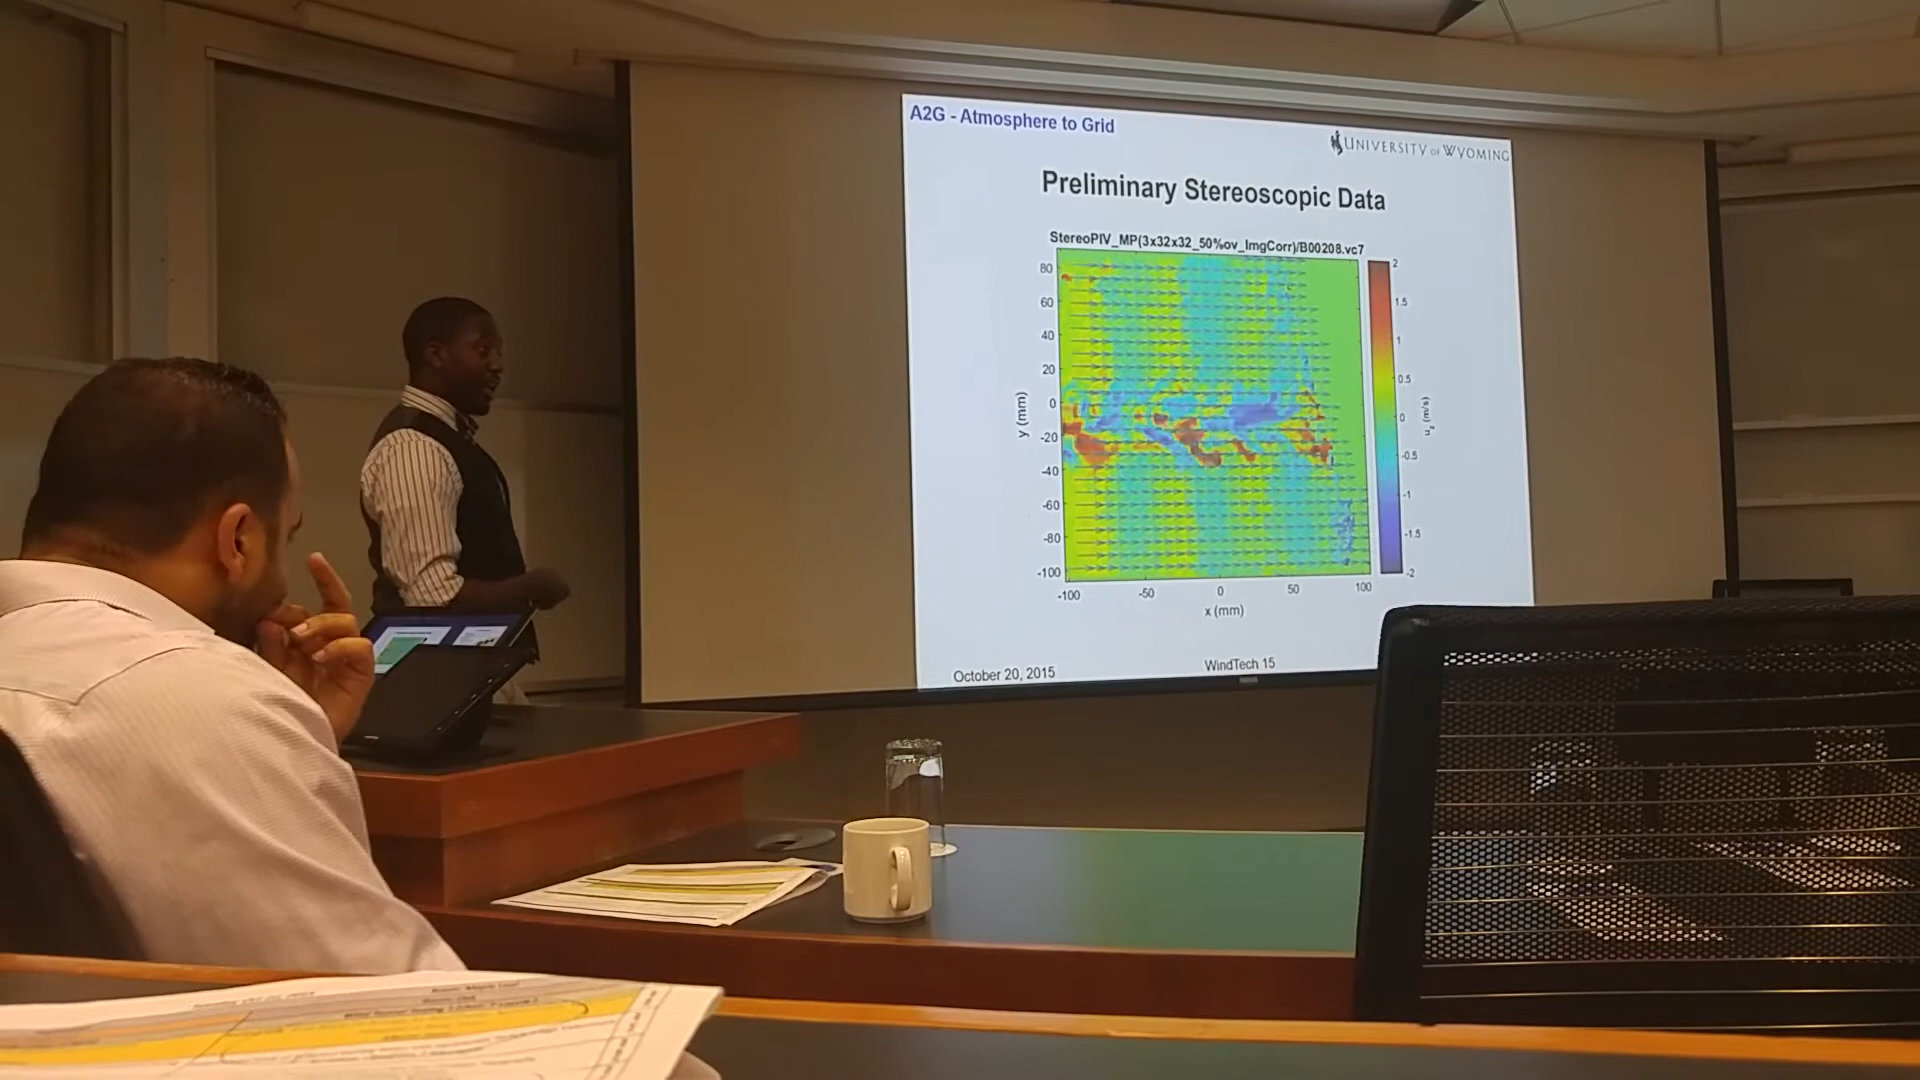 A2G - Atmosphere to Grid
UNIVERSITY OF WYOMING
Preliminary Stereoscopic Data
StereoPIV_MP(3x32x32_50%ov_ImgCorr)/B00208.vc7
80
60
40
20
0
-20
-40
-60
-80
-100
y (mm)
-100
-50
0
50
100
x (mm)
2
1.5
1
0.5
0
-0.5
-1
-1.5
-2
u_z (m/s)
October 20, 2015
WindTech 15